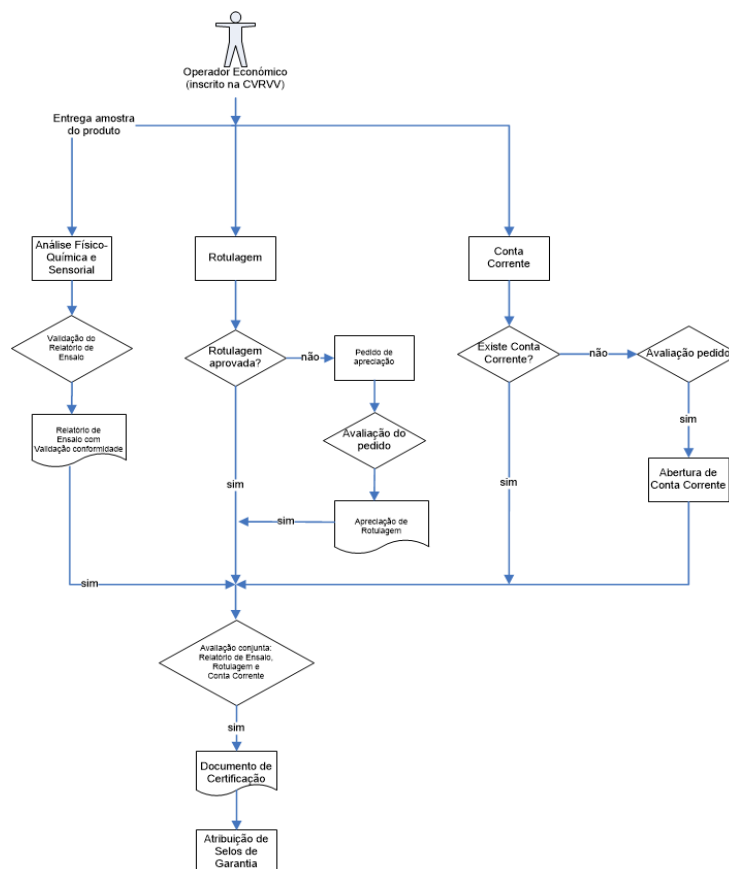 Operador Económico
(inscrito na CVRVV)
Entrega amostra
do produto
Análise Físico-
Química e
Sensorial
Rotulagem
Conta
Corrente
Validação do
Relatório de
Ensaio
Rotulagem
aprovada?
não
Pedido de
apreciação
Existe Conta
Corrente?
não
Avaliação pedido
Relatório de
Ensaio com
Validação conformidade
Avaliação do
pedido
sim
Abertura de
Conta Corrente
sim
sim
Apreciação de
Rotulagem
sim
sim
sim
Avaliação conjunta:
Relatório de Ensaio,
Rotulagem e
Conta Corrente
sim
Documento de
Certificação
Atribuição de
Selos de
Garantia